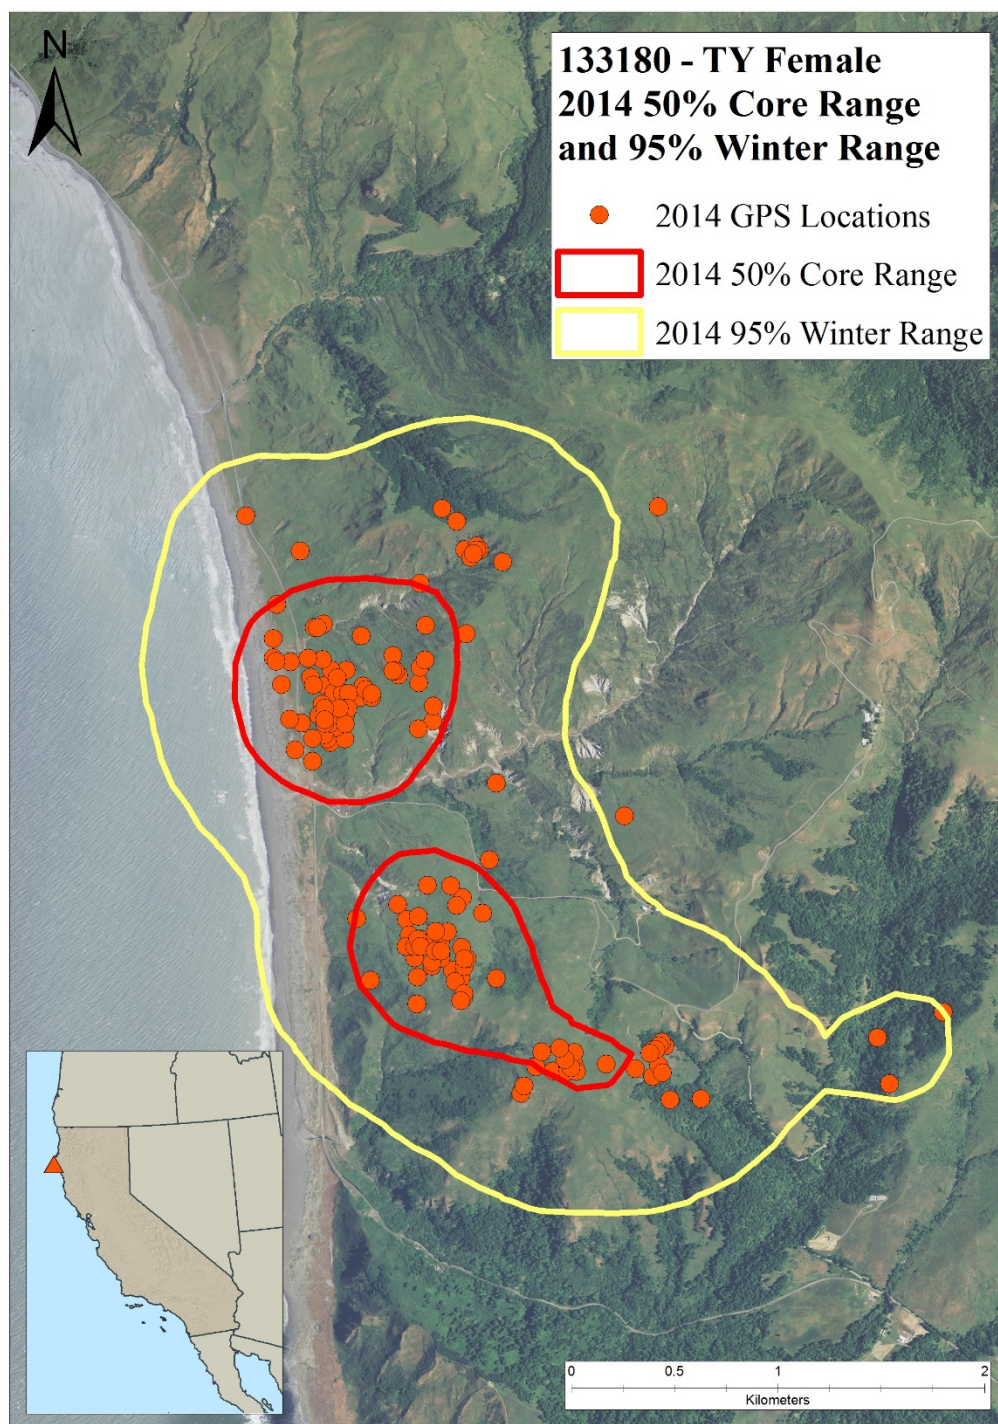 N
133180 - TY Female
2014 50% Core Range
and 95% Winter Range
2014 GPS Locations
2014 50% Core Range
2014 95% Winter Range
0 0.5 1 2
Kilometers